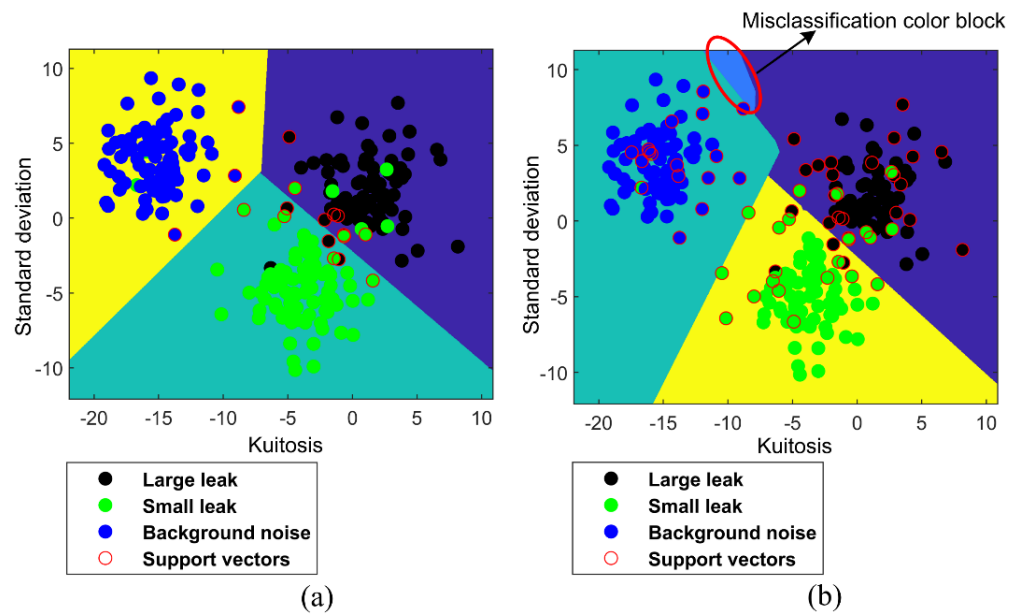 Misclassification color block
10
5
0
-5
-10
Standard deviation
-20 -15 -10 -5 0 5 10
Kuitosis
Large leak
Small leak
Background noise
Support vectors
(a)
10
5
0
-5
-10
Standard deviation
-20 -15 -10 -5 0 5 10
Kuitosis
Large leak
Small leak
Background noise
Support vectors
(b)